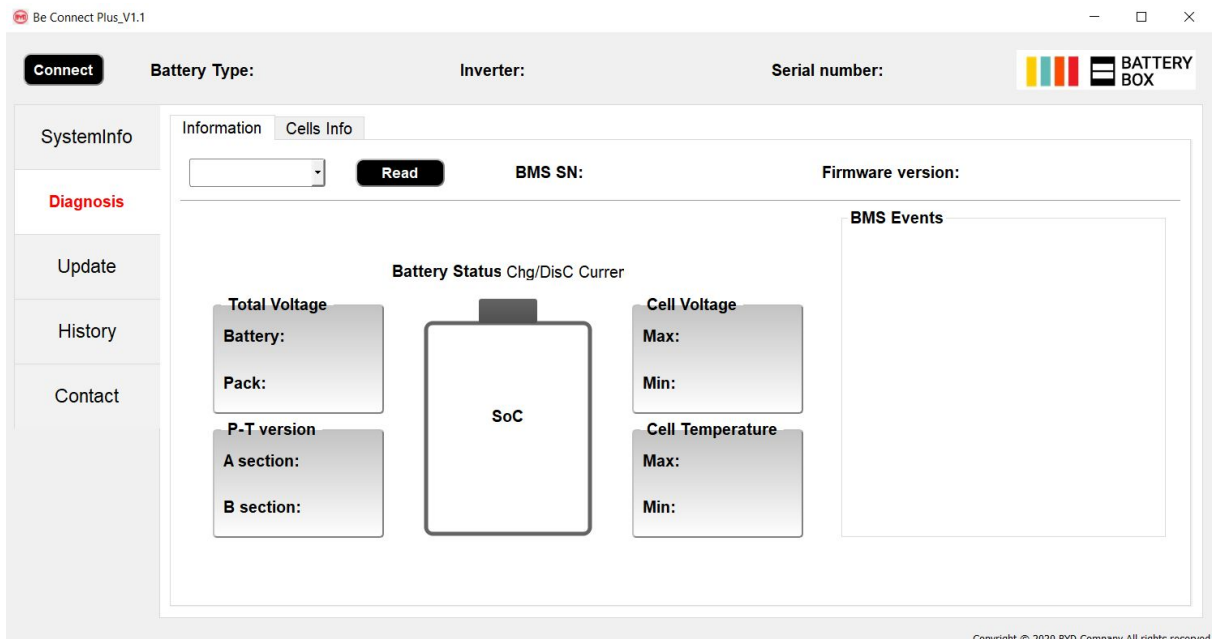 Be Connect Plus_V1.1
Connect
Battery Type:
Inverter:
Serial number:
BATTERY
BOX
SystemInfo
Diagnosis
Update
History
Contact
Information
Cells Info
Read
BMS SN:
Firmware version:
BMS Events
Battery Status Chg/DisC Currer
Total Voltage
Battery:
Pack:
P-T version
A section:
B section:
SoC
Cell Voltage
Max:
Min:
Cell Temperature
Max:
Min:
Copyright © 2020 BYD Company All rights reserved